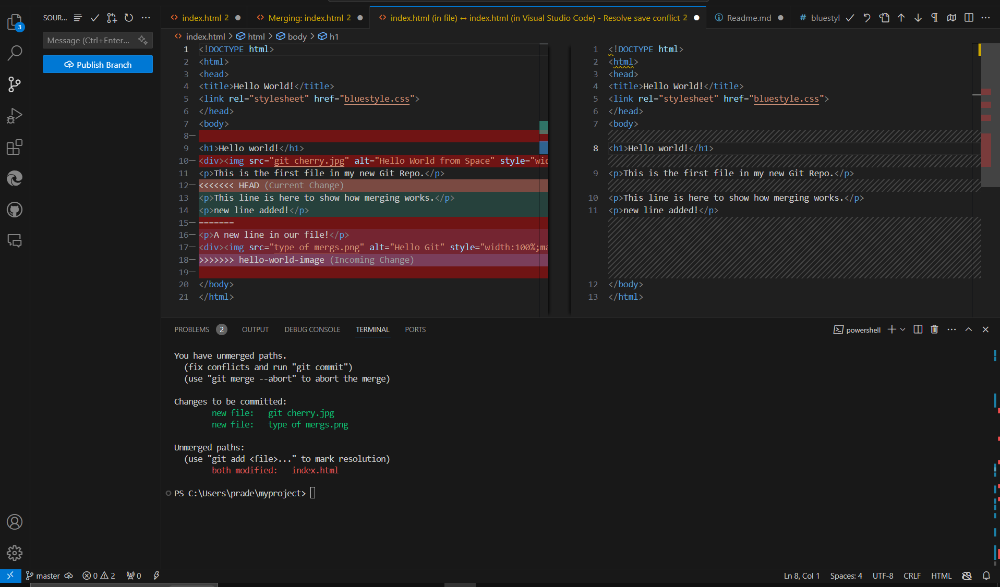 SOUR...
index.html 2
Merging: index.html 2
index.html (in file) ↔ index.html (in Visual Studio Code) - Resolve save conflict 2
Readme.md
# bluestyl
3
Message (Ctrl+Enter...
Publish Branch
index.html > html > body > h1
1 <!DOCTYPE html>
2 <html>
3 <head>
4 <title>Hello World!</title>
5 <link rel="stylesheet" href="bluestyle.css">
6 </head>
7 <body>
8—
9 <h1>Hello world!</h1>
10— <div><img src="git cherry.jpg" alt="Hello World from Space" style="wid
11 <p>This is the first file in my new Git Repo.</p>
12— <<<<<<< HEAD (Current Change)
13 <p>This line is here to show how merging works.</p>
14 <p>new line added!</p>
15— =======
16— <p>A new line in our file!</p>
17— <div><img src="type of mergs.png" alt="Hello Git" style="width:100%;ma
18— >>>>>>> hello-world-image (Incoming Change)
19—
20 </body>
21 </html>
1 <!DOCTYPE html>
2 <html>
3 <head>
4 <title>Hello World!</title>
5 <link rel="stylesheet" href="bluestyle.css">
6 </head>
7 <body>
8 <h1>Hello world!</h1>
9 <p>This is the first file in my new Git Repo.</p>
10 <p>This line is here to show how merging works.</p>
11 <p>new line added!</p>
12 </body>
13 </html>
PROBLEMS 2 OUTPUT DEBUG CONSOLE TERMINAL PORTS
powershell
You have unmerged paths.
(fix conflicts and run "git commit")
(use "git merge --abort" to abort the merge)
Changes to be committed:
new file: git cherry.jpg
new file: type of mergs.png
Unmerged paths:
(use "git add <file>..." to mark resolution)
both modified: index.html
PS C:\Users\prade\myproject>
master 0 2 0
Ln 8, Col 1 Spaces: 4 UTF-8 CRLF HTML